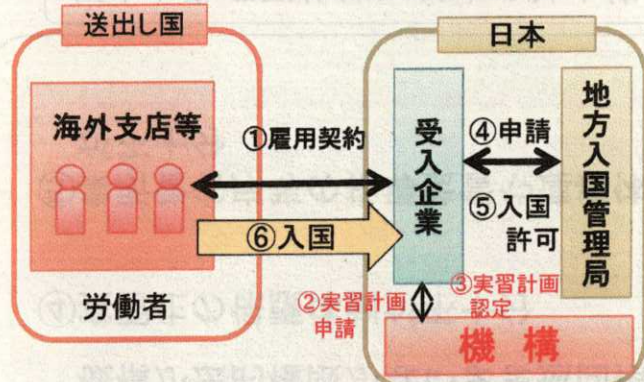 送出し国
海外支店等
労働者
①雇用契約
⑥入国
日本
受入企業
④申請
⑤入国
許可
地方入国管理局
②実習計画
申請
③実習計画
認定
機構